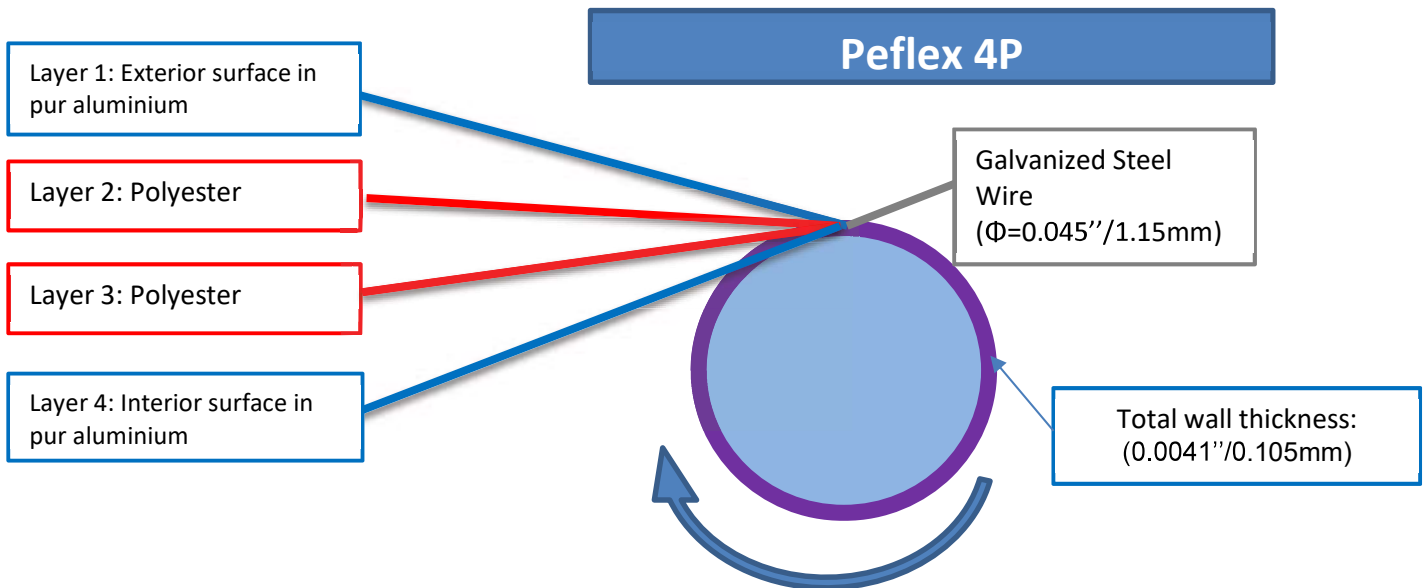 Peflex 4P
Layer 1: Exterior surface in
pur aluminium
Layer 2: Polyester
Layer 3: Polyester
Layer 4: Interior surface in
pur aluminium
Galvanized Steel
Wire
(Φ=0.045’’/1.15mm)
Total wall thickness:
(0.0041’’/0.105mm)